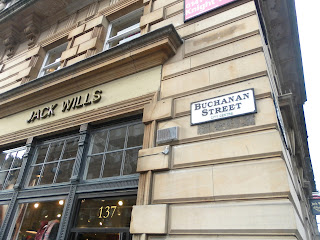 JACK WILLS
BUCHANAN
STREET
137